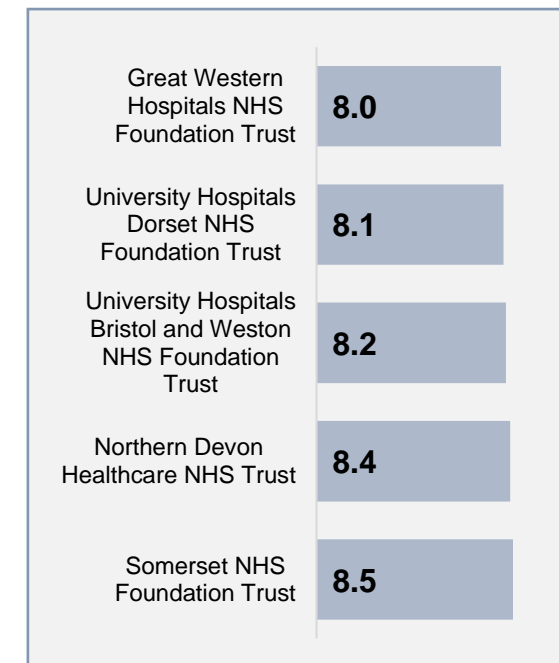 Great Western
Hospitals NHS
Foundation Trust
8.0
University Hospitals
Dorset NHS
Foundation Trust
8.1
University Hospitals
Bristol and Weston
NHS Foundation
Trust
8.2
Northern Devon
Healthcare NHS Trust
8.4
Somerset NHS
Foundation Trust
8.5